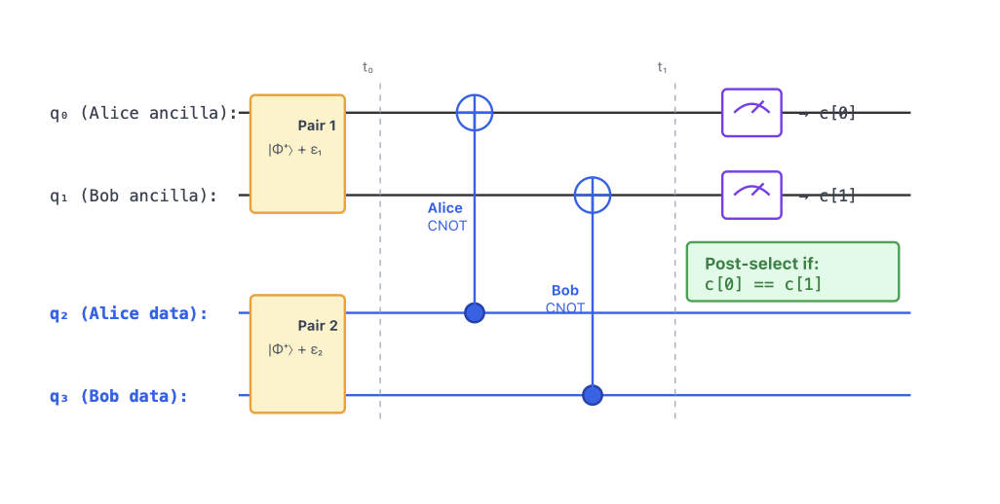 t₀
t₁
q₀ (Alice ancilla):
Pair 1
|Φ⁺⟩ + ε₁
→ c[0]
q₁ (Bob ancilla):
→ c[1]
Alice
CNOT
Post-select if:
c[0] == c[1]
Bob
CNOT
q₂ (Alice data):
Pair 2
|Φ⁺⟩ + ε₂
q₃ (Bob data):